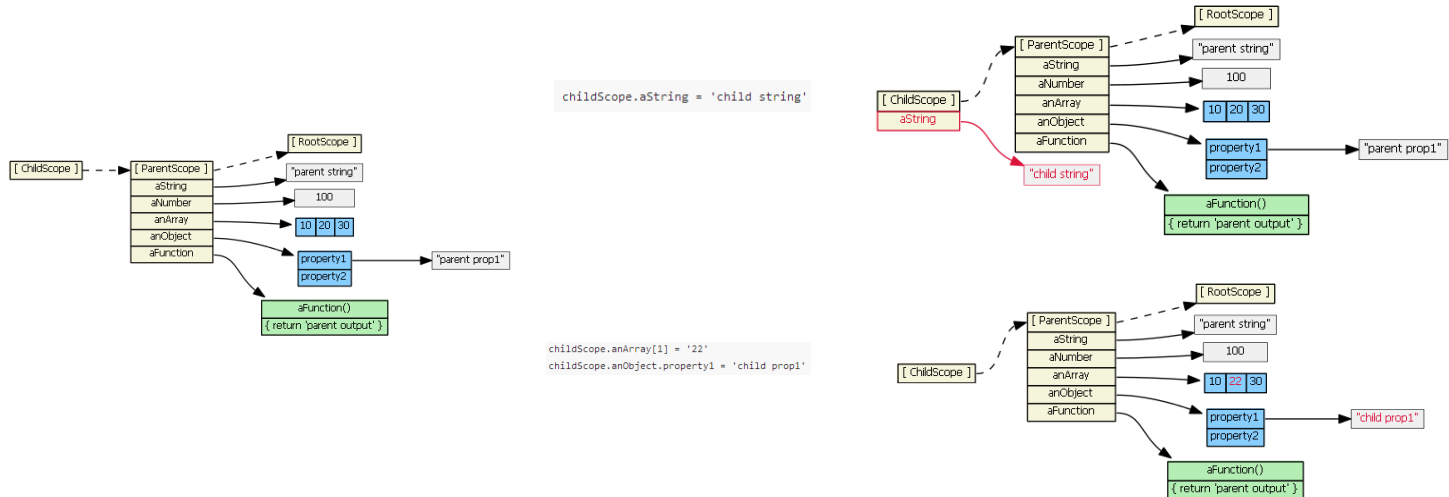 [ ChildScope ]
[ ParentScope ]
aString
aNumber
anArray
anObject
aFunction
[ RootScope ]
"parent string"
100
10 20 30
property1
property2
"parent prop1"
aFunction()
{ return 'parent output' }
childScope.aString = 'child string'
[ ChildScope ]
aString
"child string"
[ ParentScope ]
aString
aNumber
anArray
anObject
aFunction
[ RootScope ]
"parent string"
100
10 20 30
property1
property2
"parent prop1"
aFunction()
{ return 'parent output' }
childScope.anArray[1] = '22'
childScope.anObject.property1 = 'child prop1'
[ ChildScope ]
[ ParentScope ]
aString
aNumber
anArray
anObject
aFunction
[ RootScope ]
"parent string"
100
10 22 30
property1
property2
"child prop1"
aFunction()
{ return 'parent output' }